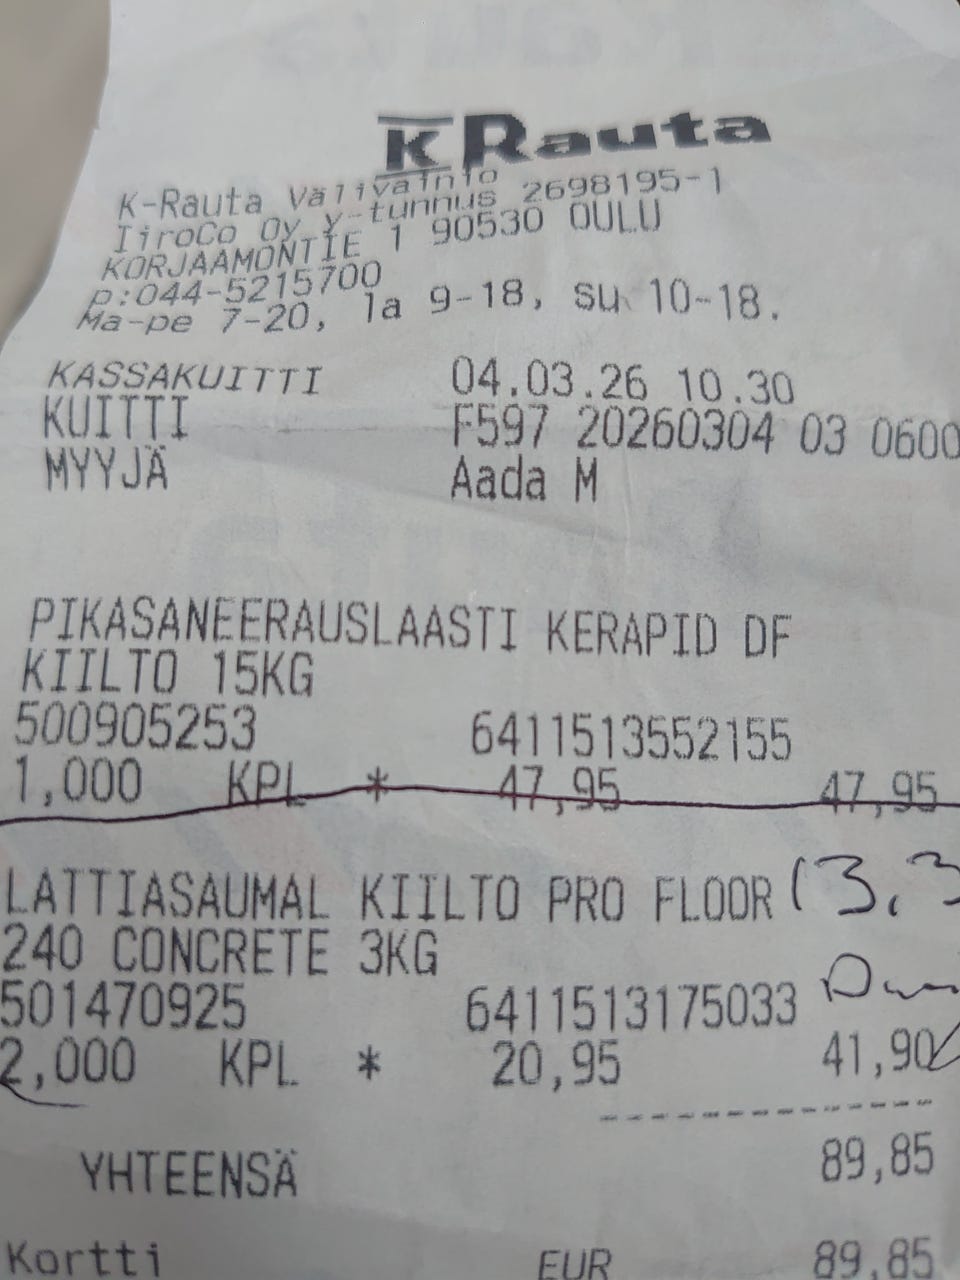 K Rauta
K-Rauta Välivainio
IiroCo Oy y-tunnus 2698195-1
KORJAAMONTIE 1 90530 OULU
p:044-5215700
Ma-pe 7-20, la 9-18, su 10-18.
KASSAKUITTI 04.03.26 10.30
KUITTI F597 20260304 03 0600
MYYJÄ Aada M
PIKASANEERAUSLAASTI KERAPID DF
KIILTO 15KG
500905253 6411513552155
1,000 KPL * 47,95 47,95
LATTIASAUMAL KIILTO PRO FLOOR (3,3
240 CONCRETE 3KG
501470925 6411513175033
2,000 KPL * 20,95 41,90
YHTEENSÄ 89,85
Kortti EUR 89,85